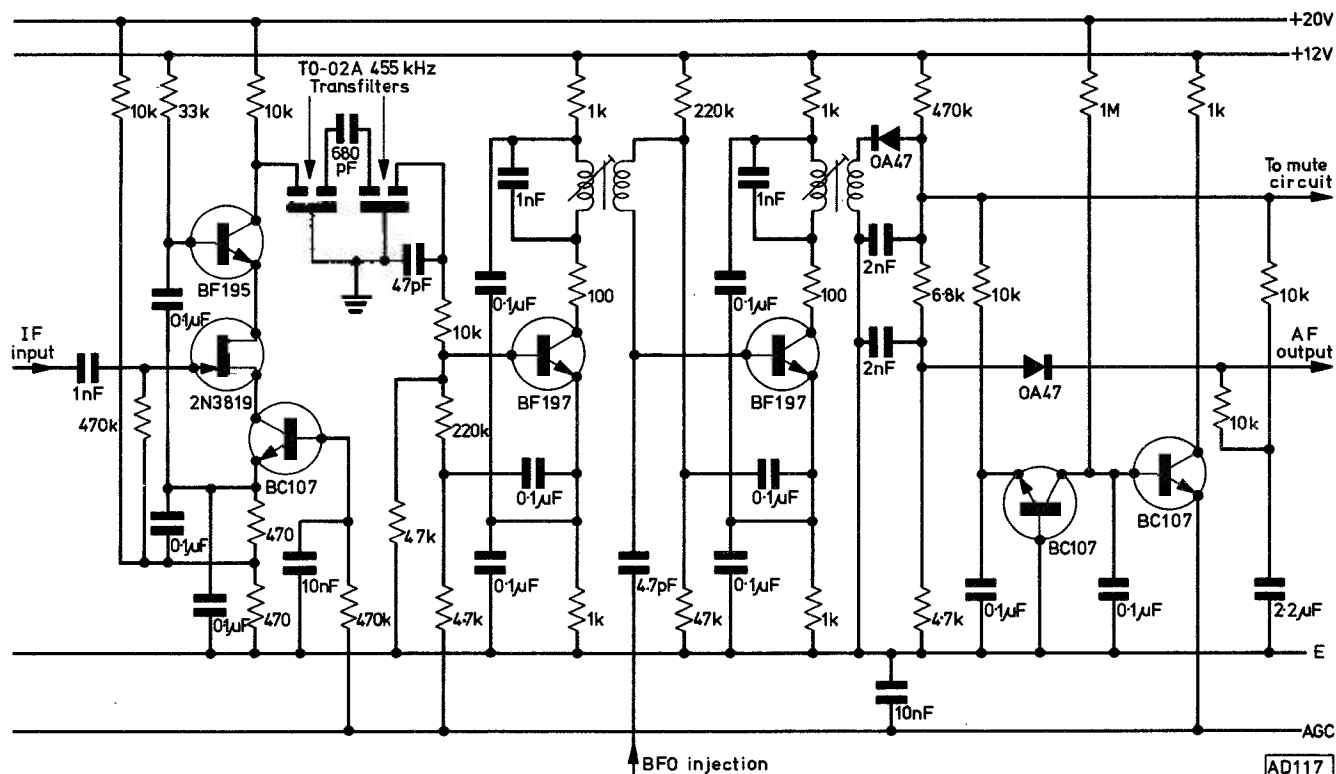 +20V
+12V
T0-02A 455 kHz
Transfilters
10k
33k
10k
680
pF
1k
220k
1k
470k
1M
1k
OA47
To mute
circuit
1nF
1nF
BF195
47pF
2nF
0·1µF
0·1µF
100
0·1µF
100
6·8k
10k
10k
IF
input
10k
AF
output
1nF
2N3819
BF197
BF197
2nF
OA47
470k
220k
10k
BC107
0·1µF
0·1µF
BC107
BC107
0·1µF
470
47k
10nF
0·1µF
4·7pF
0·1µF
0·1µF
0·1µF
2·2µF
0·1µF
470
470k
4·7k
1k
47k
1k
4·7k
E
10nF
AGC
BFO injection
AD117